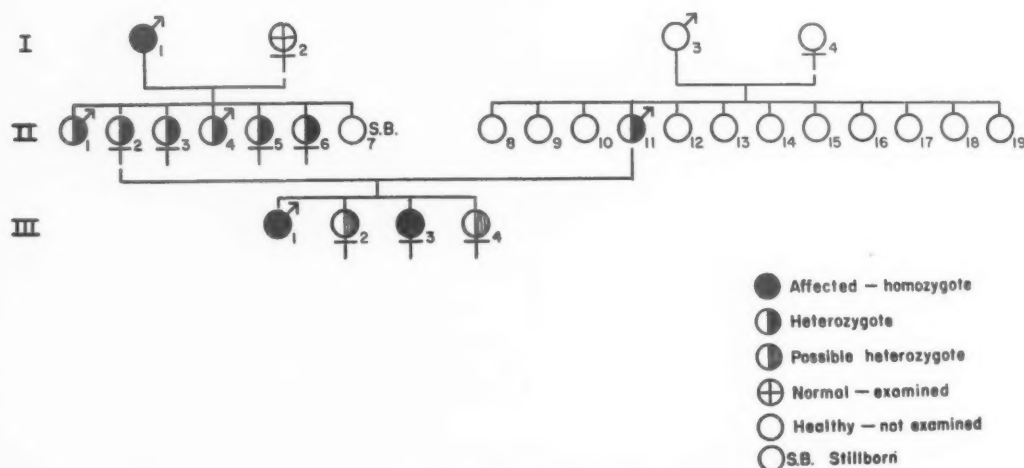 I
1 2 3 4
II
1 2 3 4 5 6 S.B. 7 8 9 10 11 12 13 14 15 16 17 18 19
III
1 2 3 4
Affected — homozygote
Heterozygote
Possible heterozygote
Normal — examined
Healthy — not examined
S.B. Stillborn